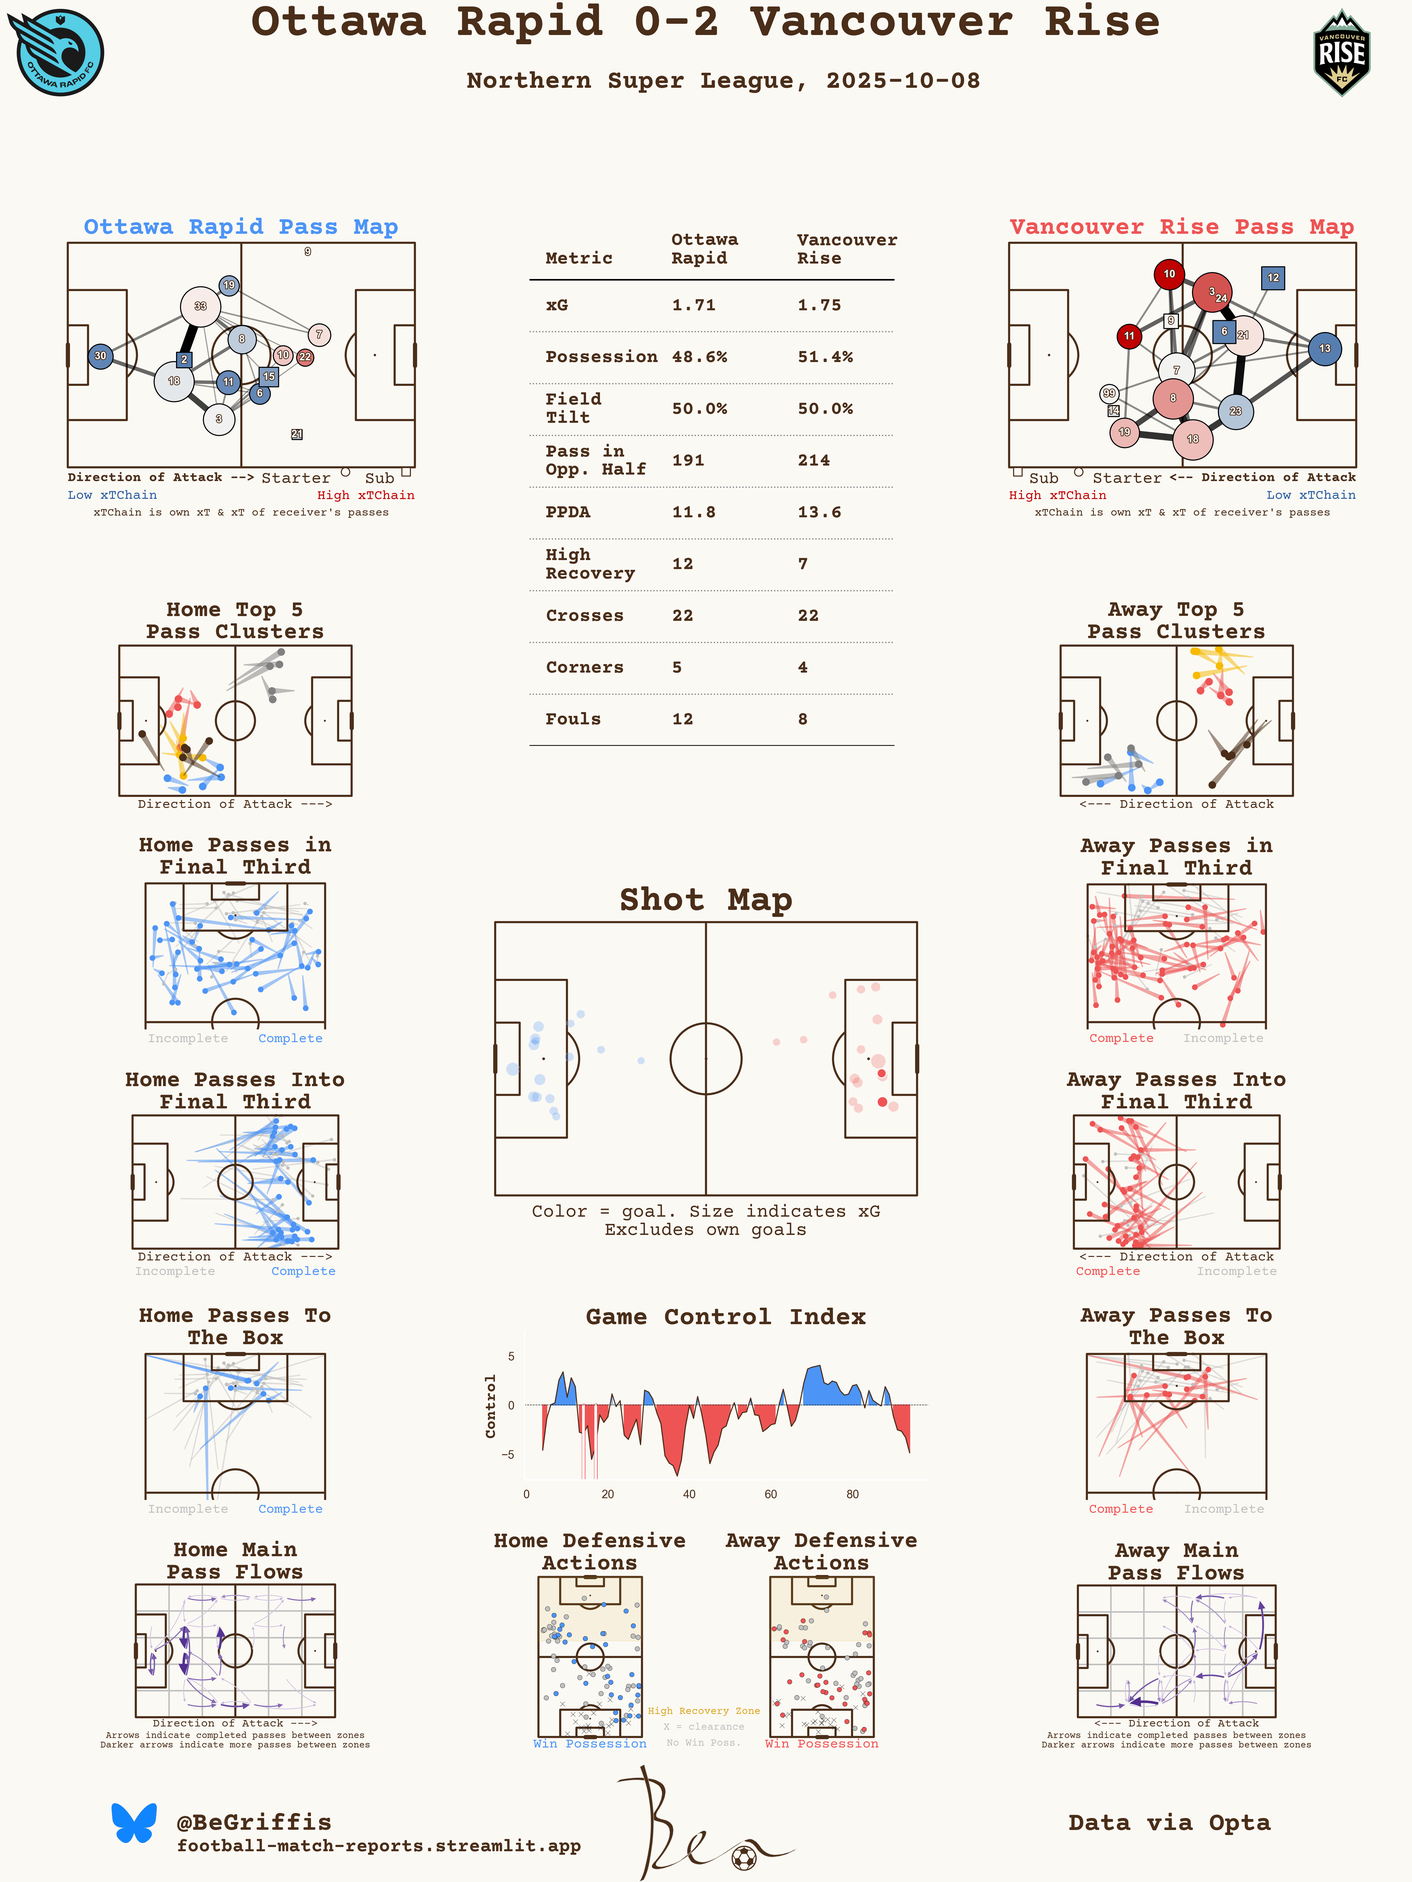 Ottawa Rapid 0-2 Vancouver Rise
Northern Super League, 2025-10-08
OTTAWA RAPID FC
VANCOUVER
RISE
FC
Ottawa Rapid Pass Map
9
19
33
7
8
30
2
10
22
18
11
15
6
3
21
Direction of Attack --> Starter Sub
Low xTChain High xTChain
xTChain is own xT & xT of receiver's passes
Metric Ottawa Rapid Vancouver Rise
xG 1.71 1.75
Possession 48.6% 51.4%
Field Tilt 50.0% 50.0%
Pass in Opp. Half 191 214
PPDA 11.8 13.6
High Recovery 12 7
Crosses 22 22
Corners 5 4
Fouls 12 8
Vancouver Rise Pass Map
10
12
3
24
9
11
6
21
13
7
99
8
14
23
19
18
Sub Starter <-- Direction of Attack
High xTChain Low xTChain
xTChain is own xT & xT of receiver's passes
Home Top 5
Pass Clusters
Direction of Attack --->
Away Top 5
Pass Clusters
<--- Direction of Attack
Home Passes in
Final Third
Incomplete Complete
Away Passes in
Final Third
Complete Incomplete
Shot Map
Color = goal. Size indicates xG
Excludes own goals
Home Passes Into
Final Third
Direction of Attack --->
Incomplete Complete
Away Passes Into
Final Third
<--- Direction of Attack
Complete Incomplete
Home Passes To
The Box
Incomplete Complete
Game Control Index
Control
5
0
−5
0 20 40 60 80
Away Passes To
The Box
Complete Incomplete
Home Main
Pass Flows
Direction of Attack --->
Arrows indicate completed passes between zones
Darker arrows indicate more passes between zones
Home Defensive
Actions
Win Possession
High Recovery Zone
X = clearance
No Win Poss.
Away Defensive
Actions
Win Possession
Away Main
Pass Flows
<--- Direction of Attack
Arrows indicate completed passes between zones
Darker arrows indicate more passes between zones
@BeGriffis
football-match-reports.streamlit.app
Ben
Data via Opta